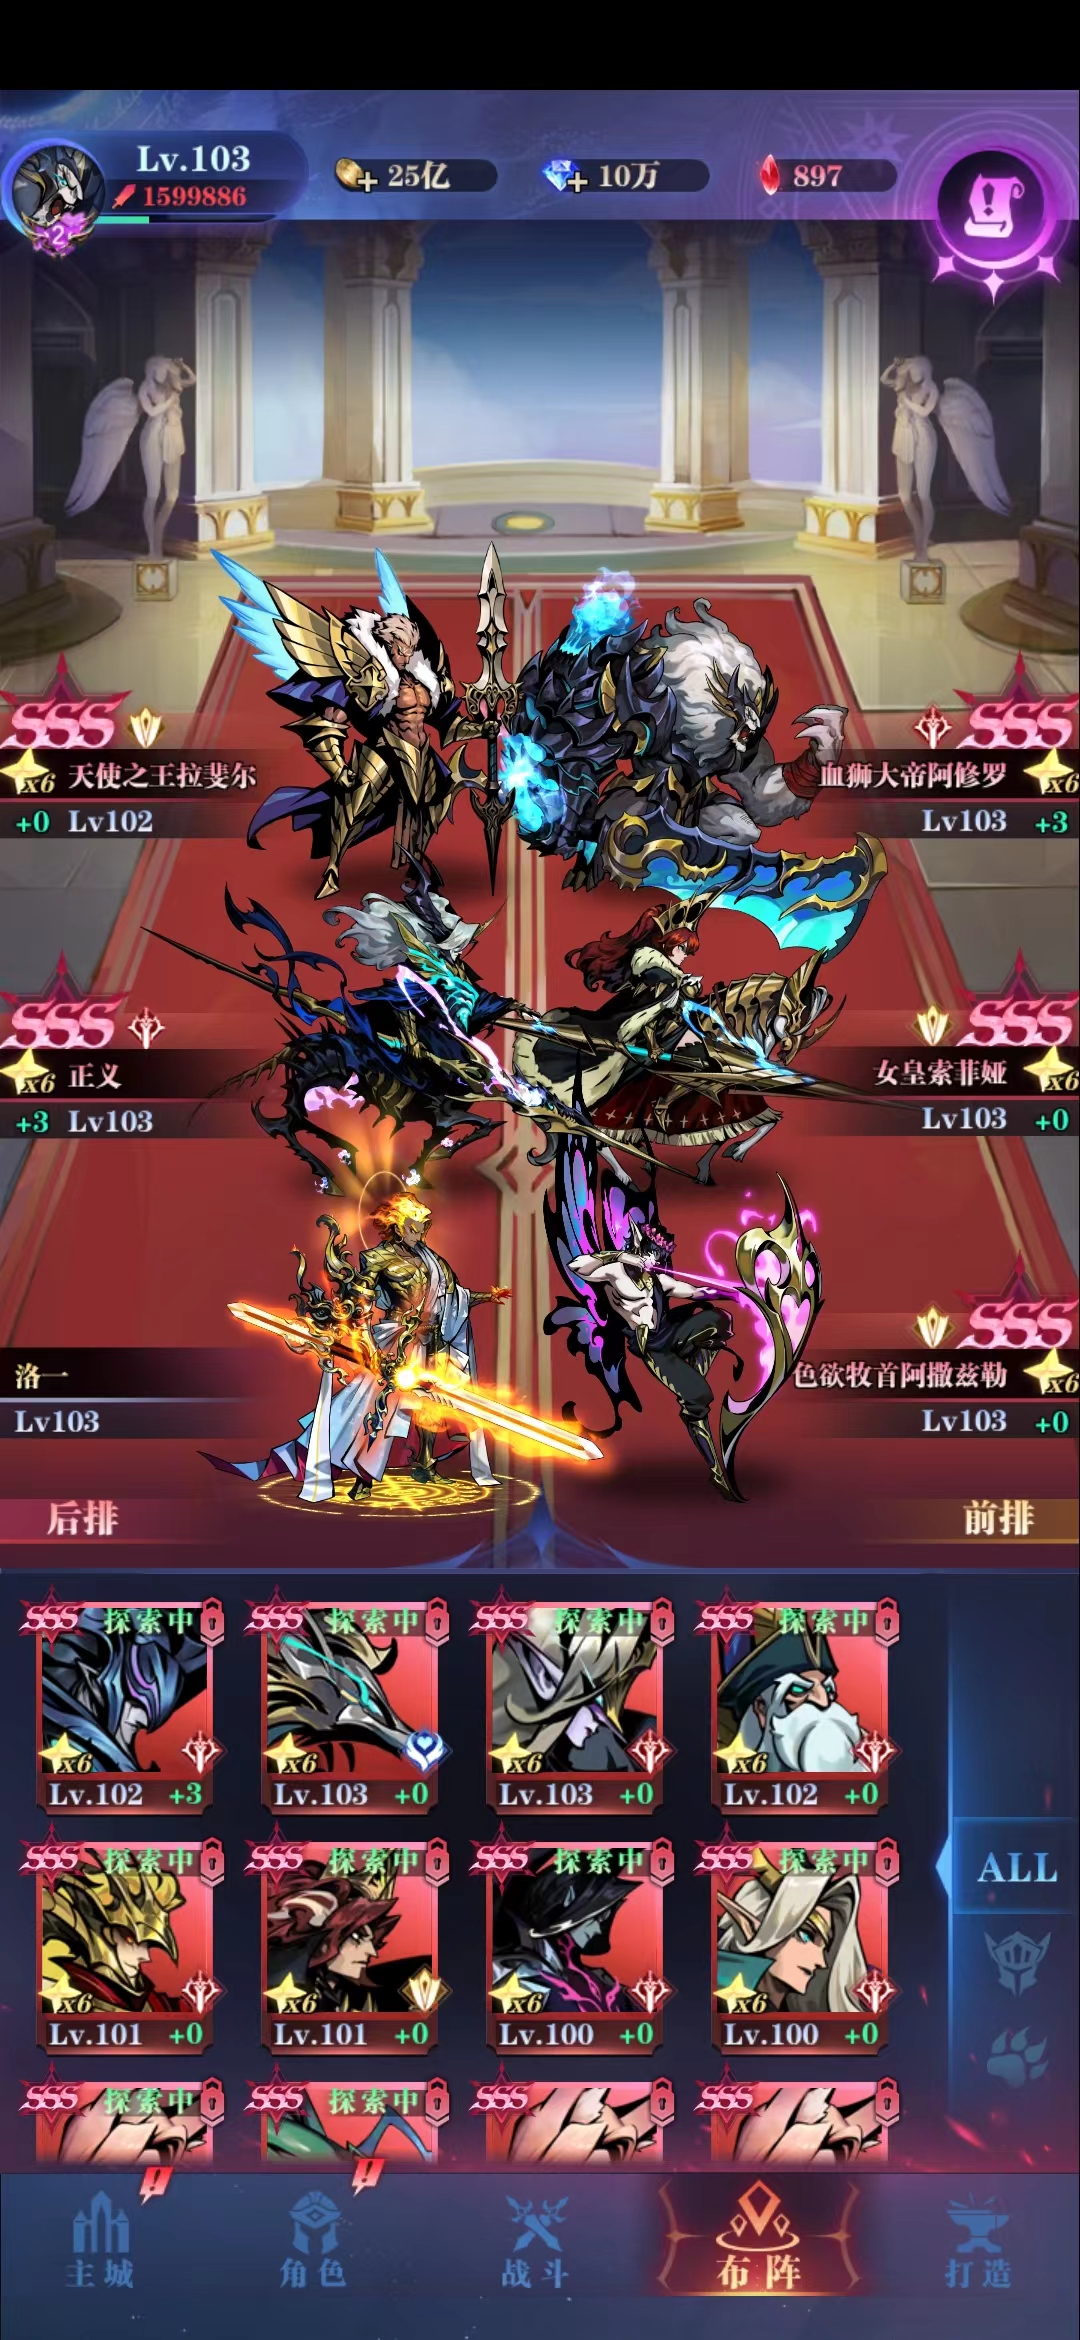 Lv.103
1599886
2
25亿
10万
897
SSS
x6 天使之王拉斐尔
+0 Lv102
SSS
血狮大帝阿修罗 x6
Lv103 +3
SSS
x6 正义
+3 Lv103
SSS
女皇索菲娅 x6
Lv103 +0
洛一
Lv103
SSS
色欲牧首阿撒兹勒 x6
Lv103 +0
后排
前排
SSS 探索中
x6
Lv.102 +3
SSS 探索中
x6
Lv.103 +0
SSS 探索中
x6
Lv.103 +0
SSS 探索中
x6
Lv.102 +0
ALL
SSS 探索中
x6
Lv.101 +0
SSS 探索中
x6
Lv.101 +0
SSS 探索中
x6
Lv.100 +0
SSS 探索中
x6
Lv.100 +0
SSS 探索中
SSS 探索中
SSS
SSS
主城
角色
战斗
布阵
打造